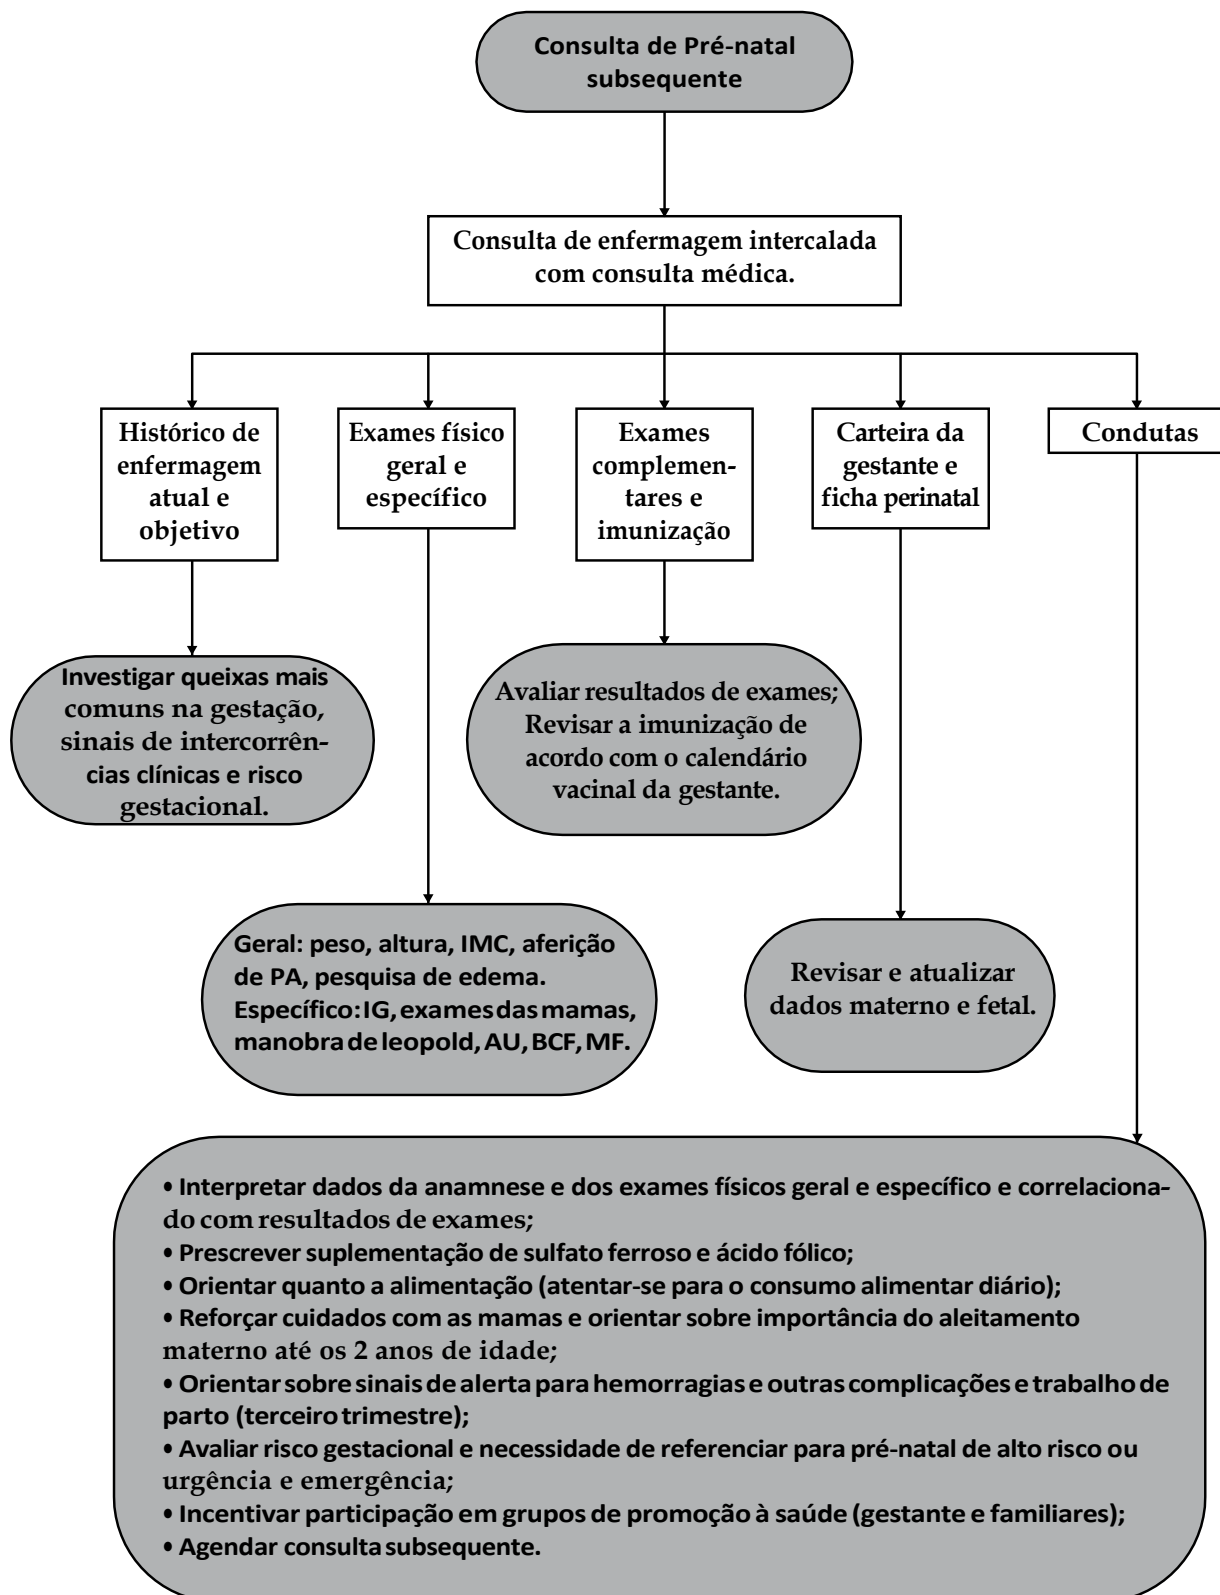 Consulta de Pré-natal
subsequente
Consulta de enfermagem intercalada
com consulta médica.
Histórico de
enfermagem
atual e
objetivo
Exames físico
geral e
específico
Exames
complemen-
tares e
imunização
Carteira da
gestante e
ficha perinatal
Condutas
Investigar queixas mais
comuns na gestação,
sinais de intercorrên-
cias clínicas e risco
gestacional.
Avaliar resultados de exames;
Revisar a imunização de
acordo com o calendário
vacinal da gestante.
Geral: peso, altura, IMC, aferição
de PA, pesquisa de edema.
Específico: IG, exames das mamas,
manobra de leopold, AU, BCF, MF.
Revisar e atualizar
dados materno e fetal.
• Interpretar dados da anamnese e dos exames físicos geral e específico e correlaciona-
do com resultados de exames;
• Prescrever suplementação de sulfato ferroso e ácido fólico;
• Orientar quanto a alimentação (atentar-se para o consumo alimentar diário);
• Reforçar cuidados com as mamas e orientar sobre importância do aleitamento
materno até os 2 anos de idade;
• Orientar sobre sinais de alerta para hemorragias e outras complicações e trabalho de
parto (terceiro trimestre);
• Avaliar risco gestacional e necessidade de referenciar para pré-natal de alto risco ou
urgência e emergência;
• Incentivar participação em grupos de promoção à saúde (gestante e familiares);
• Agendar consulta subsequente.